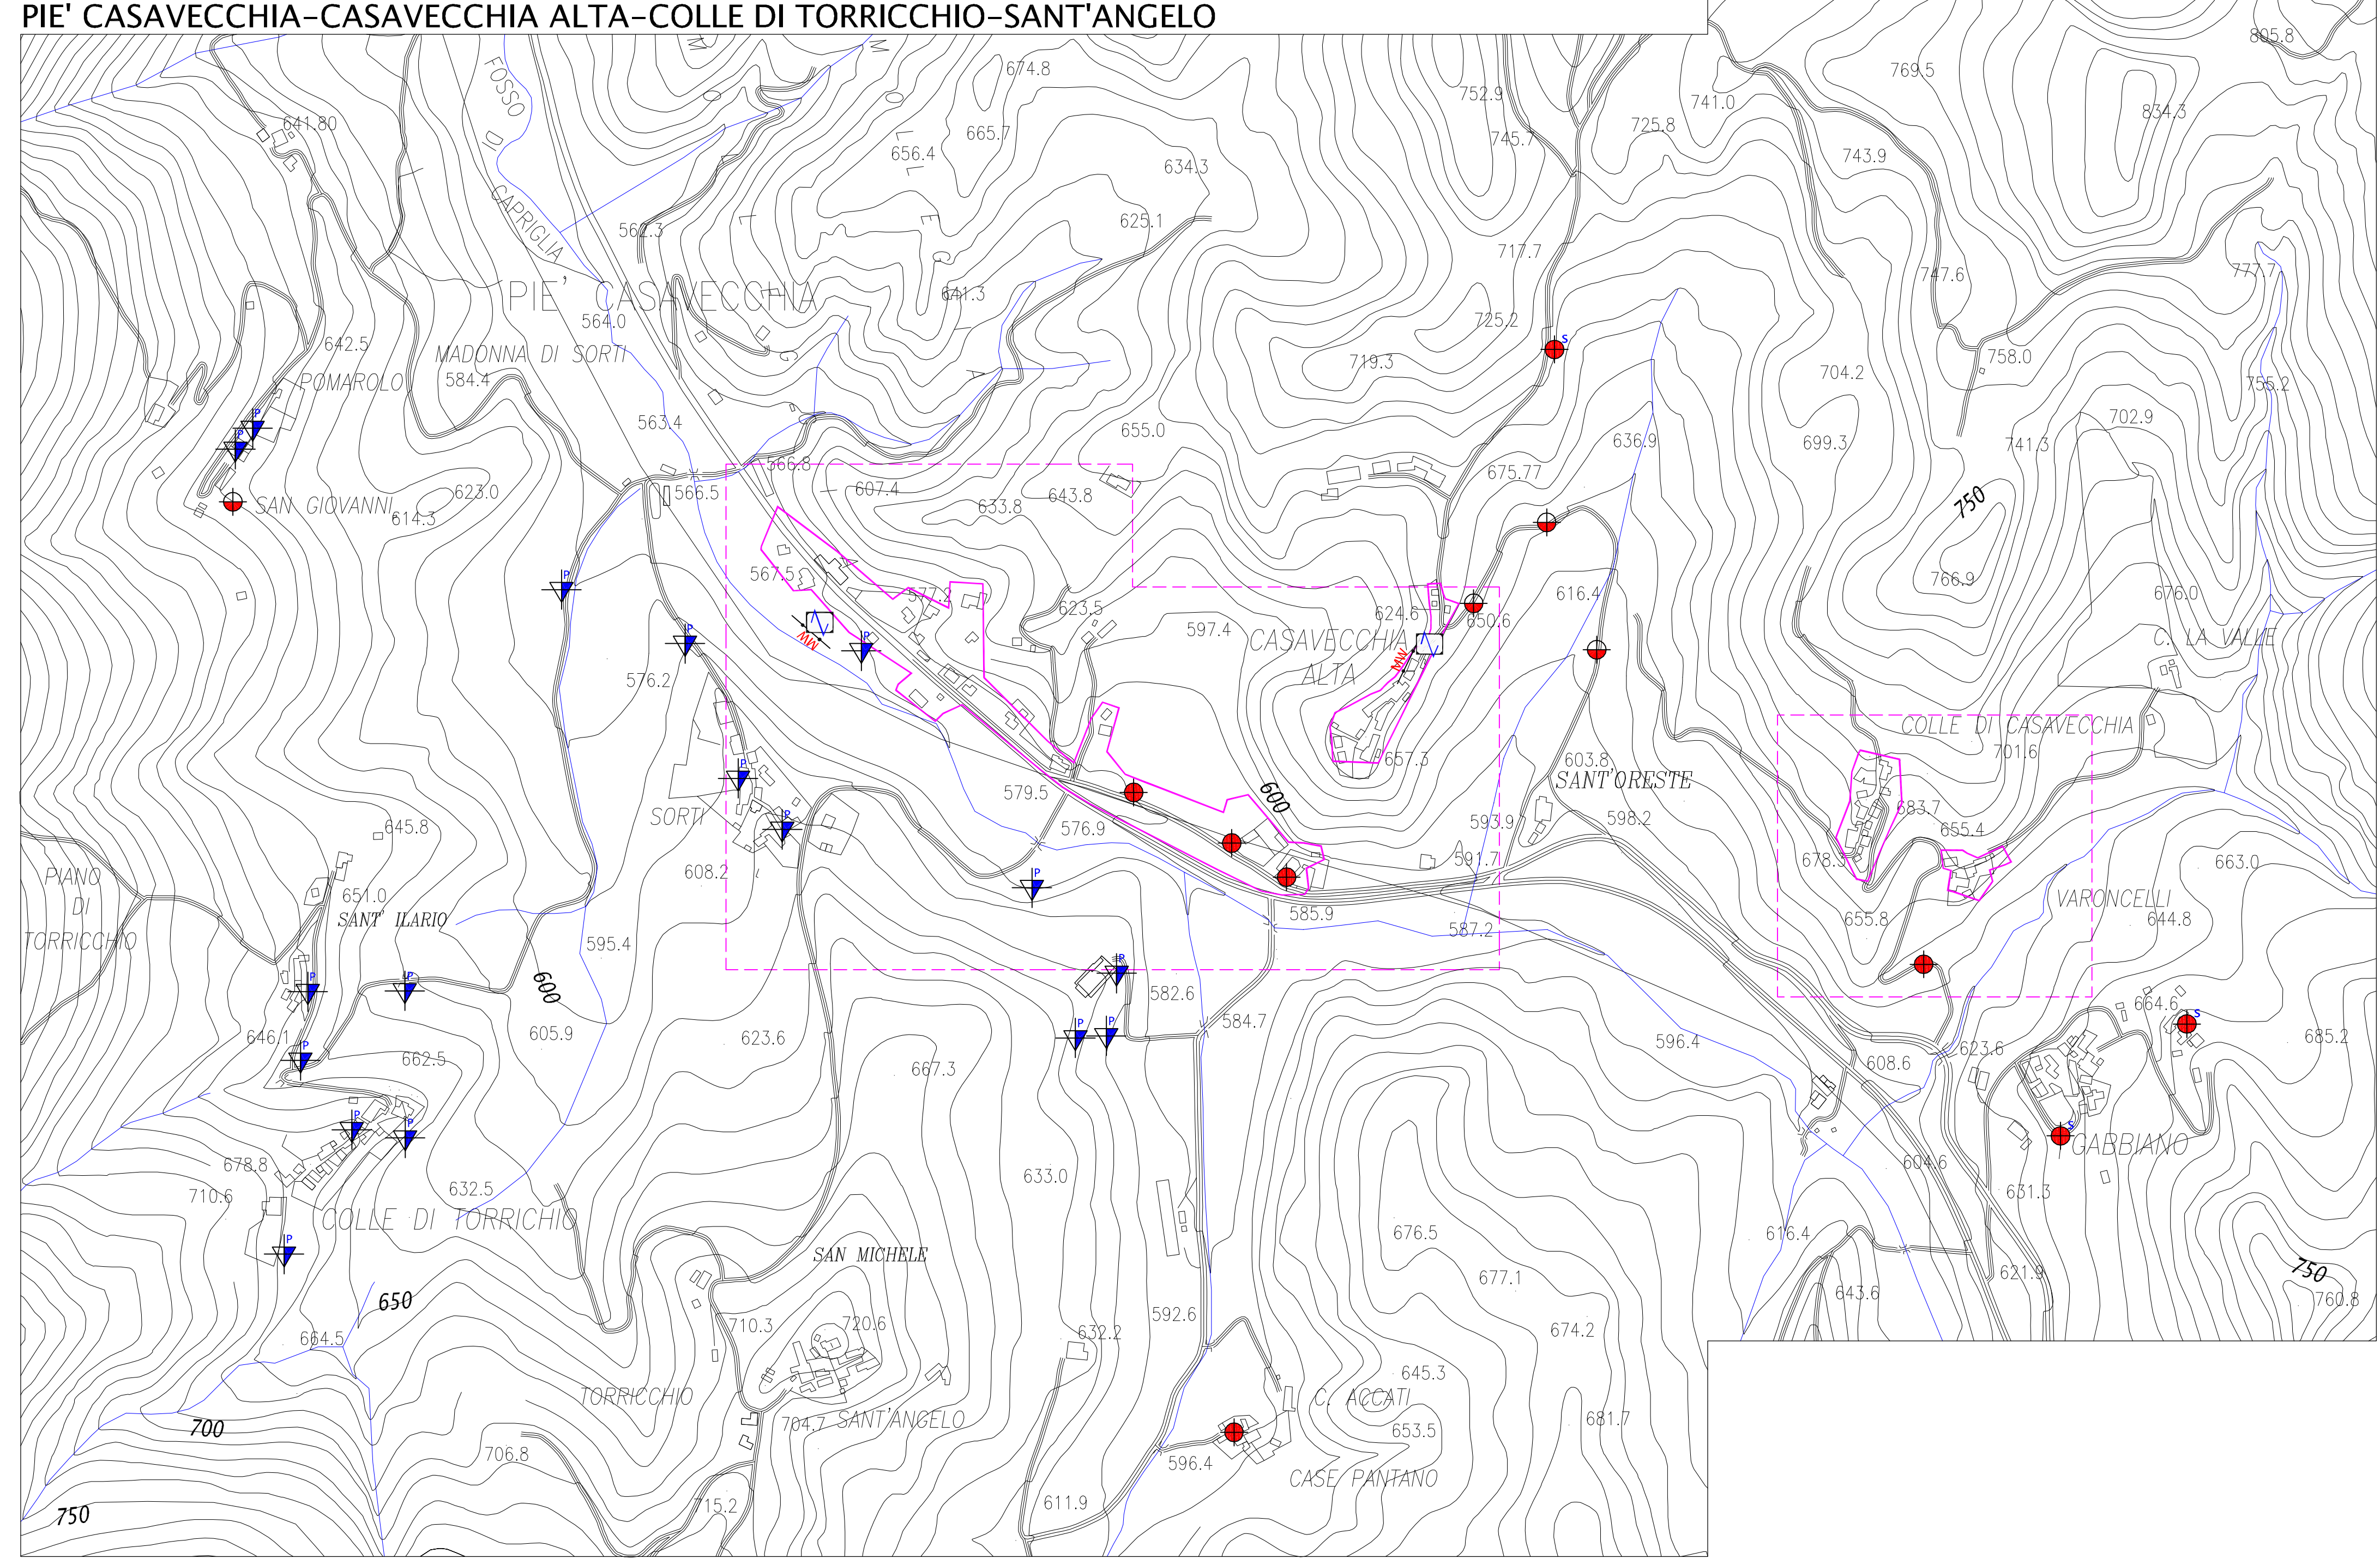 PIE' CASAVECCHIA-CASAVECCHIA ALTA-COLLE DI TORRICCHIO-SANT'ANGELO
805.8
674.8
769.5
752.9
741.0
834.3
FOSSO DI CAPRIGLIA
641.80
665.7
745.7
725.8
656.4
743.9
634.3
625.1
562.3
717.7
777.7
747.6
PIE' CASAVECCHIA
641.3
564.0
725.2
642.5
MADONNA DI SORTI
S
758.0
719.3
704.2
POMAROLO
584.4
755.2
P
563.4
702.9
655.0
636.9
699.3
741.3
P
566.8
675.77
SAN GIOVANNI
623.0
566.5
607.4
643.8
633.8
750
614.3
P
567.5
577.2
766.9
616.4
676.0
623.5
624.6
650.6
597.4
MW
P
P
CASAVECCHIA
ALTA
MW
C. LA VALLE
576.2
COLLE DI CASAVECCHIA
701.6
657.3
603.8
SANT'ORESTE
P
579.5
600
SORTI
P
576.9
593.9
598.2
683.7
655.4
645.8
608.2
591.7
678.3
663.0
PIANO
DI
TORRICCHIO
651.0
P
VARONCELLI
SANT' ILARIO
585.9
655.8
644.8
587.2
595.4
P
P
600
P
582.6
664.6
S
584.7
646.1
605.9
623.6
P
P
596.4
685.2
P
662.5
667.3
608.6
623.6
P
P
S
GABBIANO
678.8
604.6
710.6
632.5
633.0
631.3
COLLE DI TORRICHIO
P
676.5
616.4
SAN MICHELE
677.1
621.9
750
650
643.6
760.8
664.5
710.3
720.6
632.2
592.6
674.2
645.3
TORRICCHIO
C. ACCATI
700
704.7
SANT'ANGELO
681.7
653.5
706.8
596.4
CASE PANTANO
750
715.2
611.9